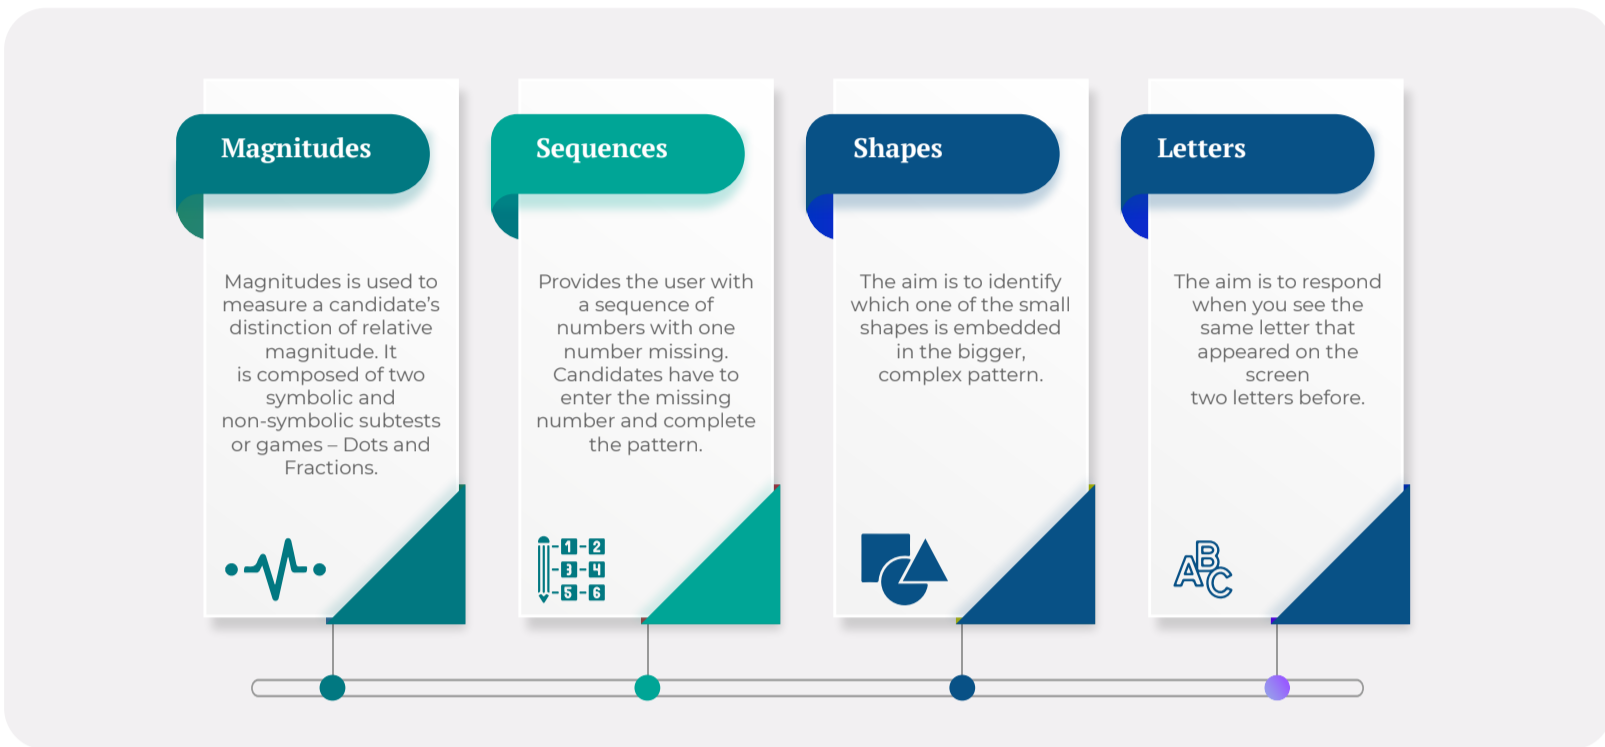 Magnitudes
Magnitudes is used to
measure a candidate’s
distinction of relative
magnitude. It
is composed of two
symbolic and
non-symbolic subtests
or games – Dots and
Fractions.
Sequences
Provides the user with
a sequence of
numbers with one
number missing.
Candidates have to
enter the missing
number and complete
the pattern.
1-2
3-4
5-6
Shapes
The aim is to identify
which one of the small
shapes is embedded
in the bigger,
complex pattern.
Letters
The aim is to respond
when you see the
same letter that
appeared on the
screen
two letters before.
ABC